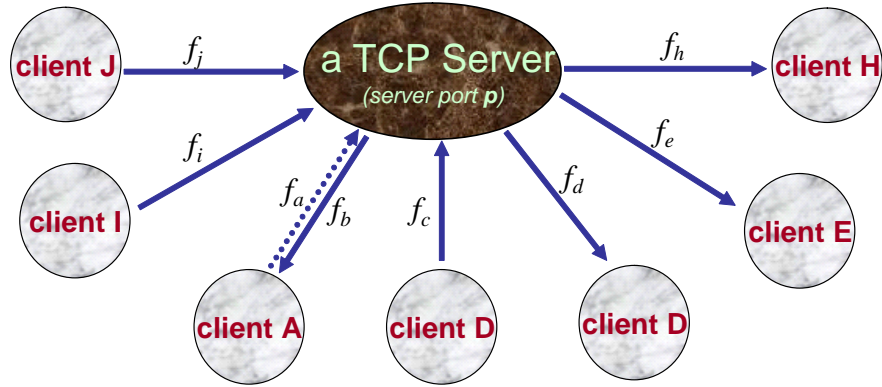 client J
f_j
a TCP Server
(server port p)
f_h
client H
f_i
f_e
client I
f_a
f_b
f_c
f_d
client E
client A
client D
client D